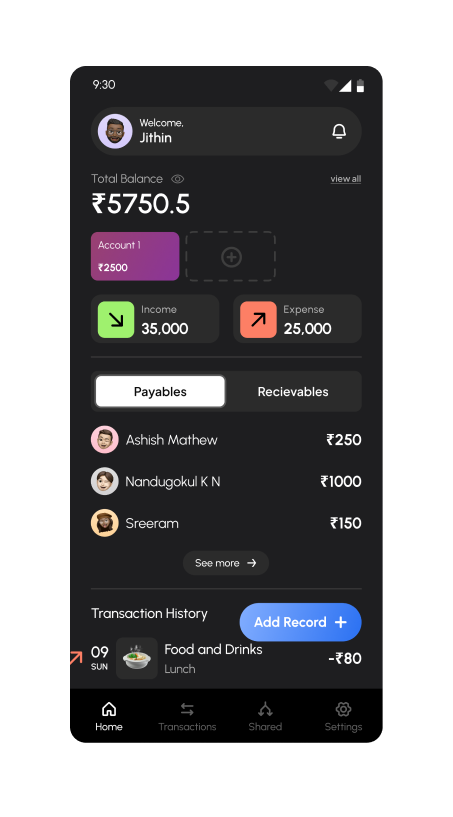 9:30
Welcome,
Jithin
Total Balance
view all
₹5750.5
Account 1
₹2500
Income
35,000
Expense
25,000
Payables
Recievables
Ashish Mathew
₹250
Nandugokul K N
₹1000
Sreeram
₹150
See more
Transaction History
Add Record
09
SUN
Food and Drinks
Lunch
-₹80
Home
Transactions
Shared
Settings